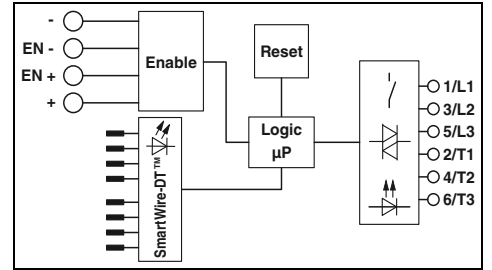 -
EN -
EN +
+
Enable
Reset
Logic
µP
SmartWire-DT™
1/L1
3/L2
5/L3
2/T1
4/T2
6/T3